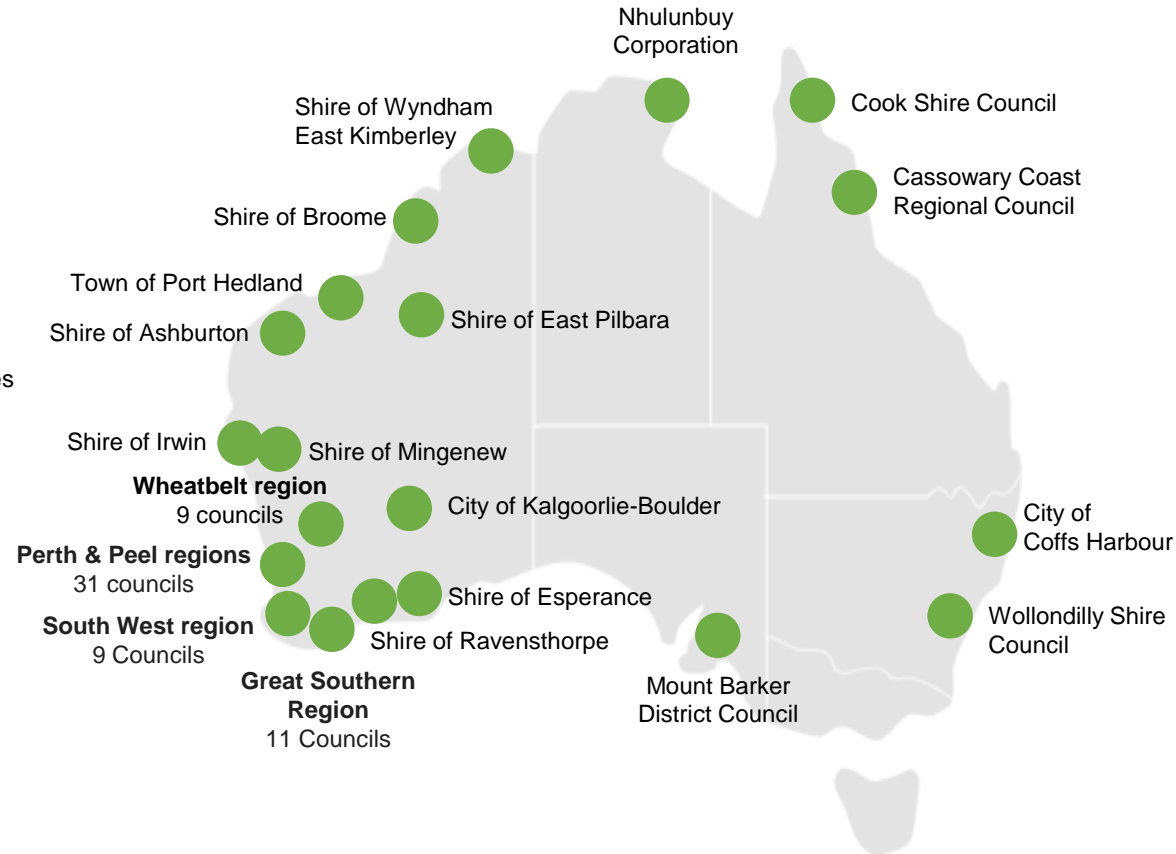 Nhulunbuy
Corporation
Shire of Wyndham
East Kimberley
Cook Shire Council
Cassowary Coast
Regional Council
Shire of Broome
Town of Port Hedland
Shire of Ashburton
Shire of East Pilbara
es
Shire of Irwin
Shire of Mingenew
Wheatbelt region
9 councils
City of Kalgoorlie-Boulder
City of
Coffs Harbour
Perth & Peel regions
31 councils
Shire of Esperance
South West region
9 Councils
Shire of Ravensthorpe
Wollondilly Shire
Council
Great Southern
Region
11 Councils
Mount Barker
District Council